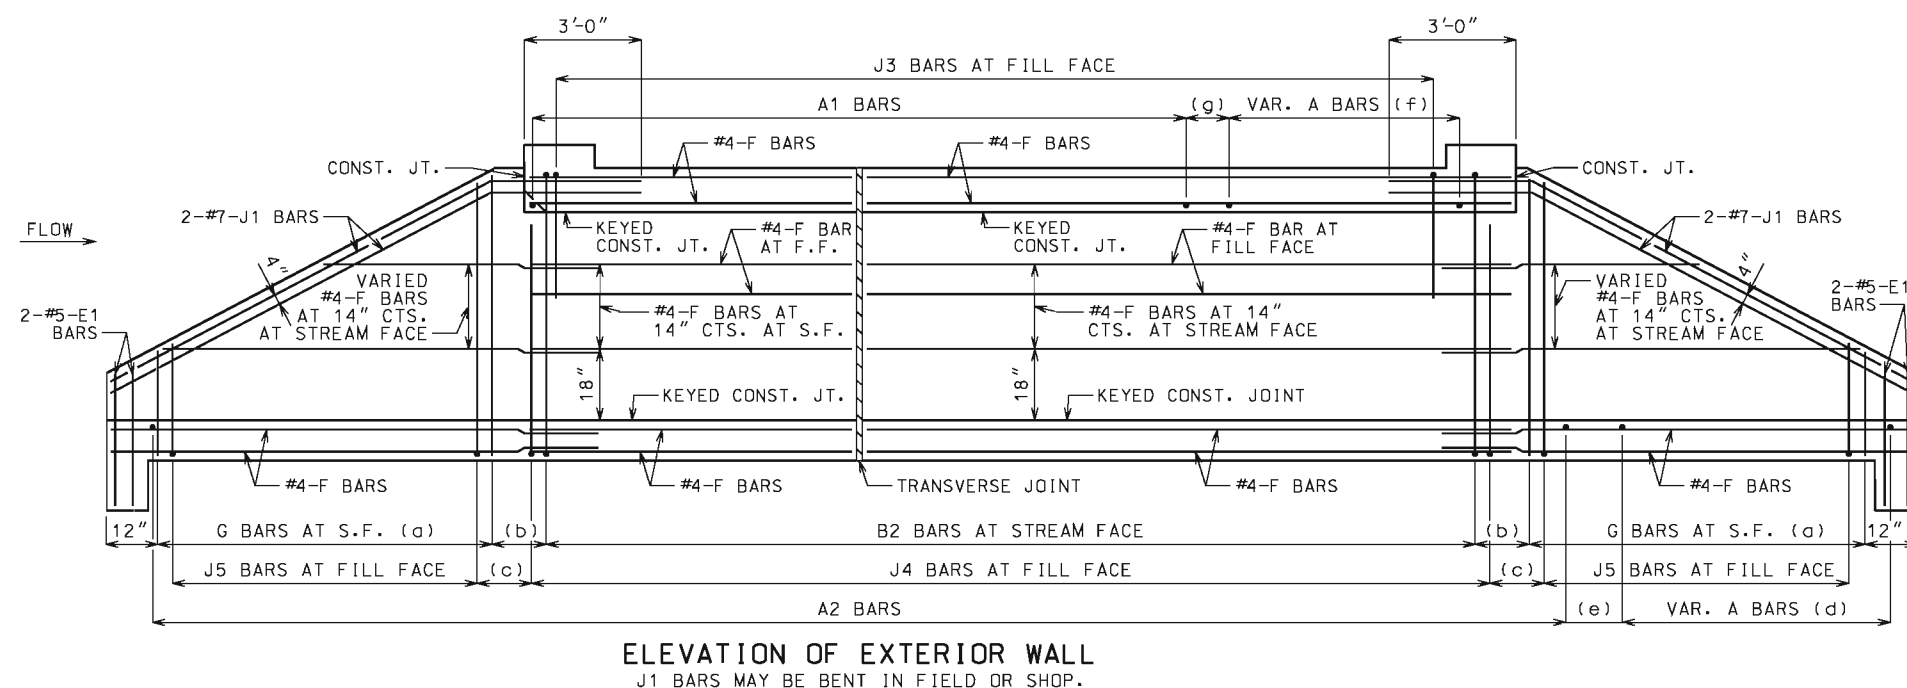 3'-0"
3'-0"
J3 BARS AT FILL FACE
A1 BARS
(g)
VAR. A BARS (f)
#4-F BARS
#4-F BARS
CONST. JT.
CONST. JT.
2-#7-J1 BARS
2-#7-J1 BARS
FLOW
KEYED
CONST. JT.
#4-F BAR
AT F.F.
KEYED
CONST. JT.
#4-F BAR AT
FILL FACE
4"
4"
VARIED
#4-F BARS
AT 14" CTS.
AT STREAM FACE
#4-F BARS AT
14" CTS. AT S.F.
#4-F BARS AT 14"
CTS. AT STREAM FACE
VARIED
#4-F BARS
AT 14" CTS.
AT STREAM FACE
2-#5-E1
BARS
2-#5-E1
BARS
18"
18"
KEYED CONST. JT.
KEYED CONST. JOINT
#4-F BARS
#4-F BARS
TRANSVERSE JOINT
#4-F BARS
#4-F BARS
12"
G BARS AT S.F. (a)
(b)
B2 BARS AT STREAM FACE
(b)
G BARS AT S.F. (a)
12"
J5 BARS AT FILL FACE
(c)
J4 BARS AT FILL FACE
(c)
J5 BARS AT FILL FACE
A2 BARS
(e)
VAR. A BARS (d)
ELEVATION OF EXTERIOR WALL
J1 BARS MAY BE BENT IN FIELD OR SHOP.